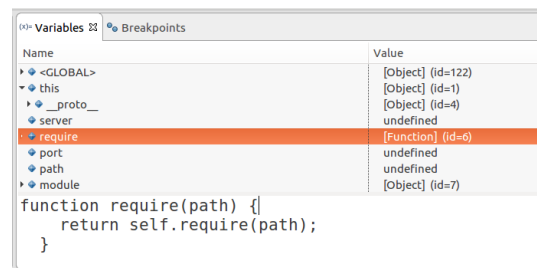 (x)= Variables Breakpoints
Name Value
<GLOBAL> [Object] (id=122)
this [Object] (id=1)
__proto__ [Object] (id=4)
server undefined
require [Function] (id=6)
port undefined
path undefined
module [Object] (id=7)
function require(path) {
return self.require(path);
}